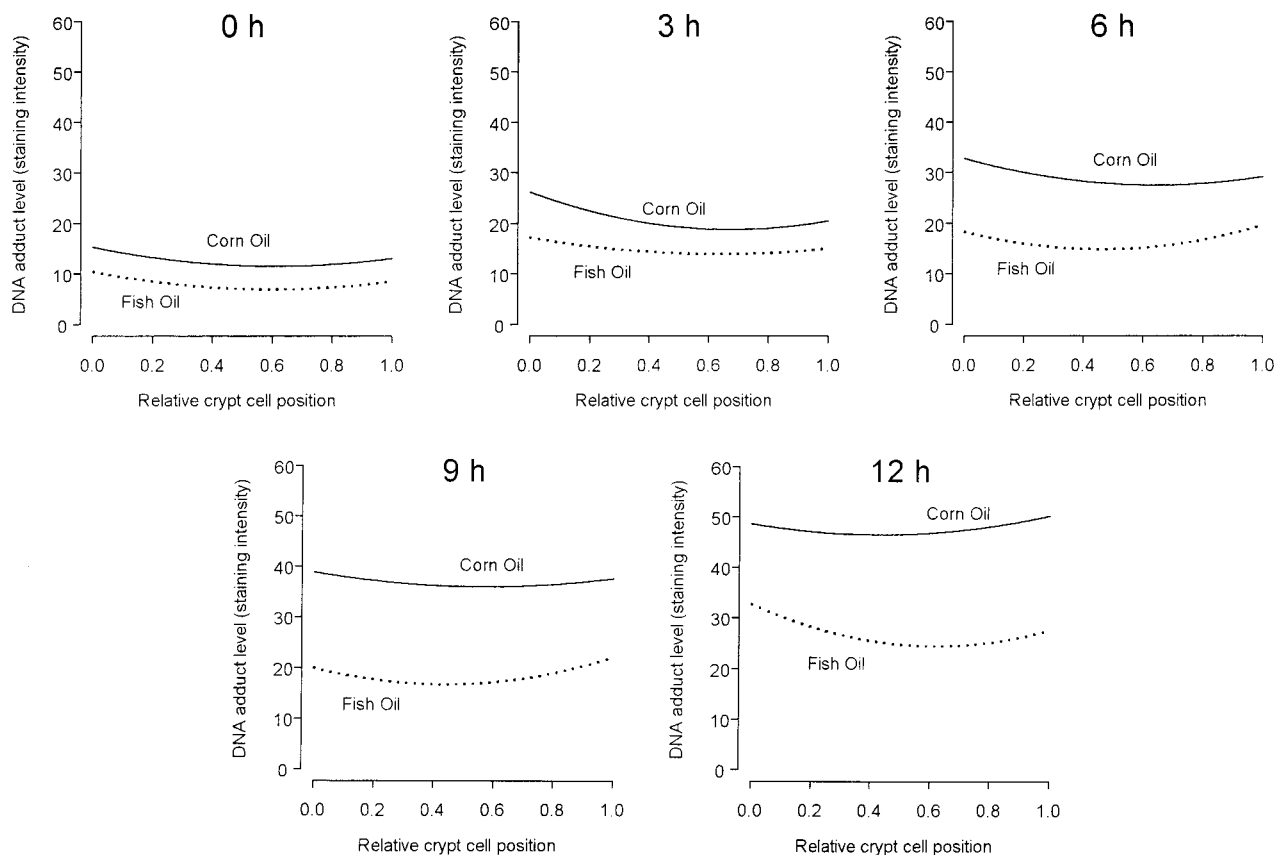 0 h
DNA adduct level (staining intensity)
60
50
40
30
20
10
0
Corn Oil
Fish Oil
0.0 0.2 0.4 0.6 0.8 1.0
Relative crypt cell position
3 h
DNA adduct level (staining intensity)
60
50
40
30
20
10
0
Corn Oil
Fish Oil
0.0 0.2 0.4 0.6 0.8 1.0
Relative crypt cell position
6 h
DNA adduct level (staining intensity)
60
50
40
30
20
10
0
Corn Oil
Fish Oil
0.0 0.2 0.4 0.6 0.8 1.0
Relative crypt cell position
9 h
DNA adduct level (staining intensity)
60
50
40
30
20
10
0
Corn Oil
Fish Oil
0.0 0.2 0.4 0.6 0.8 1.0
Relative crypt cell position
12 h
DNA adduct level (staining intensity)
60
50
40
30
20
10
0
Corn Oil
Fish Oil
0.0 0.2 0.4 0.6 0.8 1.0
Relative crypt cell position